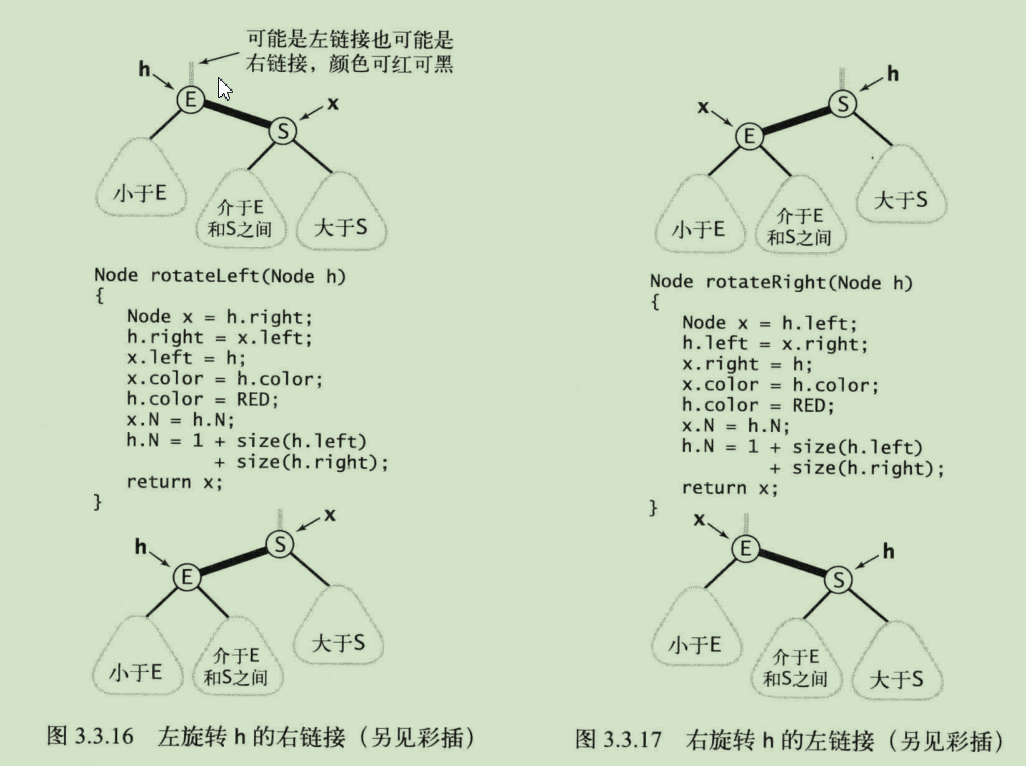 可能是左链接也可能是
右链接，颜色可红可黑
h
E
x
S
小于E
介于E
和S之间
大于S
Node rotateLeft(Node h)
{
Node x = h.right;
h.right = x.left;
x.left = h;
x.color = h.color;
h.color = RED;
x.N = h.N;
h.N = 1 + size(h.left)
+ size(h.right);
return x;
}
x
S
h
E
小于E
介于E
和S之间
大于S
图 3.3.16 左旋转 h 的右链接（另见彩插）
h
S
x
E
小于E
介于E
和S之间
大于S
Node rotateRight(Node h)
{
Node x = h.left;
h.left = x.right;
x.right = h;
x.color = h.color;
h.color = RED;
x.N = h.N;
h.N = 1 + size(h.left)
+ size(h.right);
return x;
}
x
E
h
S
小于E
介于E
和S之间
大于S
图 3.3.17 右旋转 h 的左链接（另见彩插）